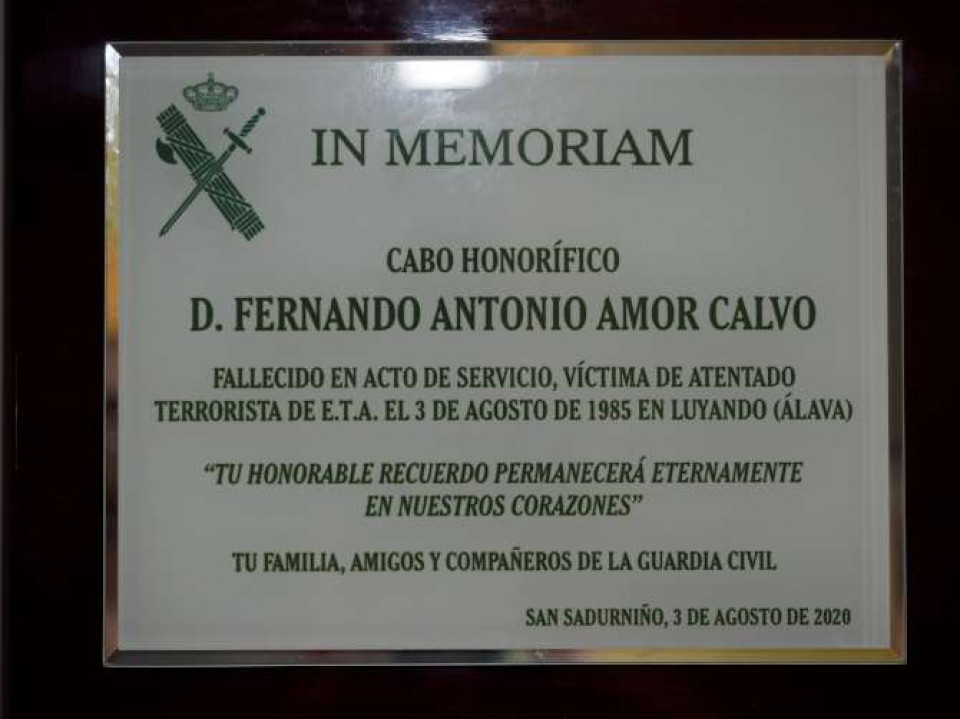 IN MEMORIAM
CABO HONORÍFICO
D. FERNANDO ANTONIO AMOR CALVO
FALLECIDO EN ACTO DE SERVICIO, VÍCTIMA DE ATENTADO
TERRORISTA DE E.T.A. EL 3 DE AGOSTO DE 1985 EN LUYANDO (ÁLAVA)
“TU HONORABLE RECUERDO PERMANECERÁ ETERNAMENTE
EN NUESTROS CORAZONES”
TU FAMILIA, AMIGOS Y COMPAÑEROS DE LA GUARDIA CIVIL
SAN SADURNIÑO, 3 DE AGOSTO DE 2020